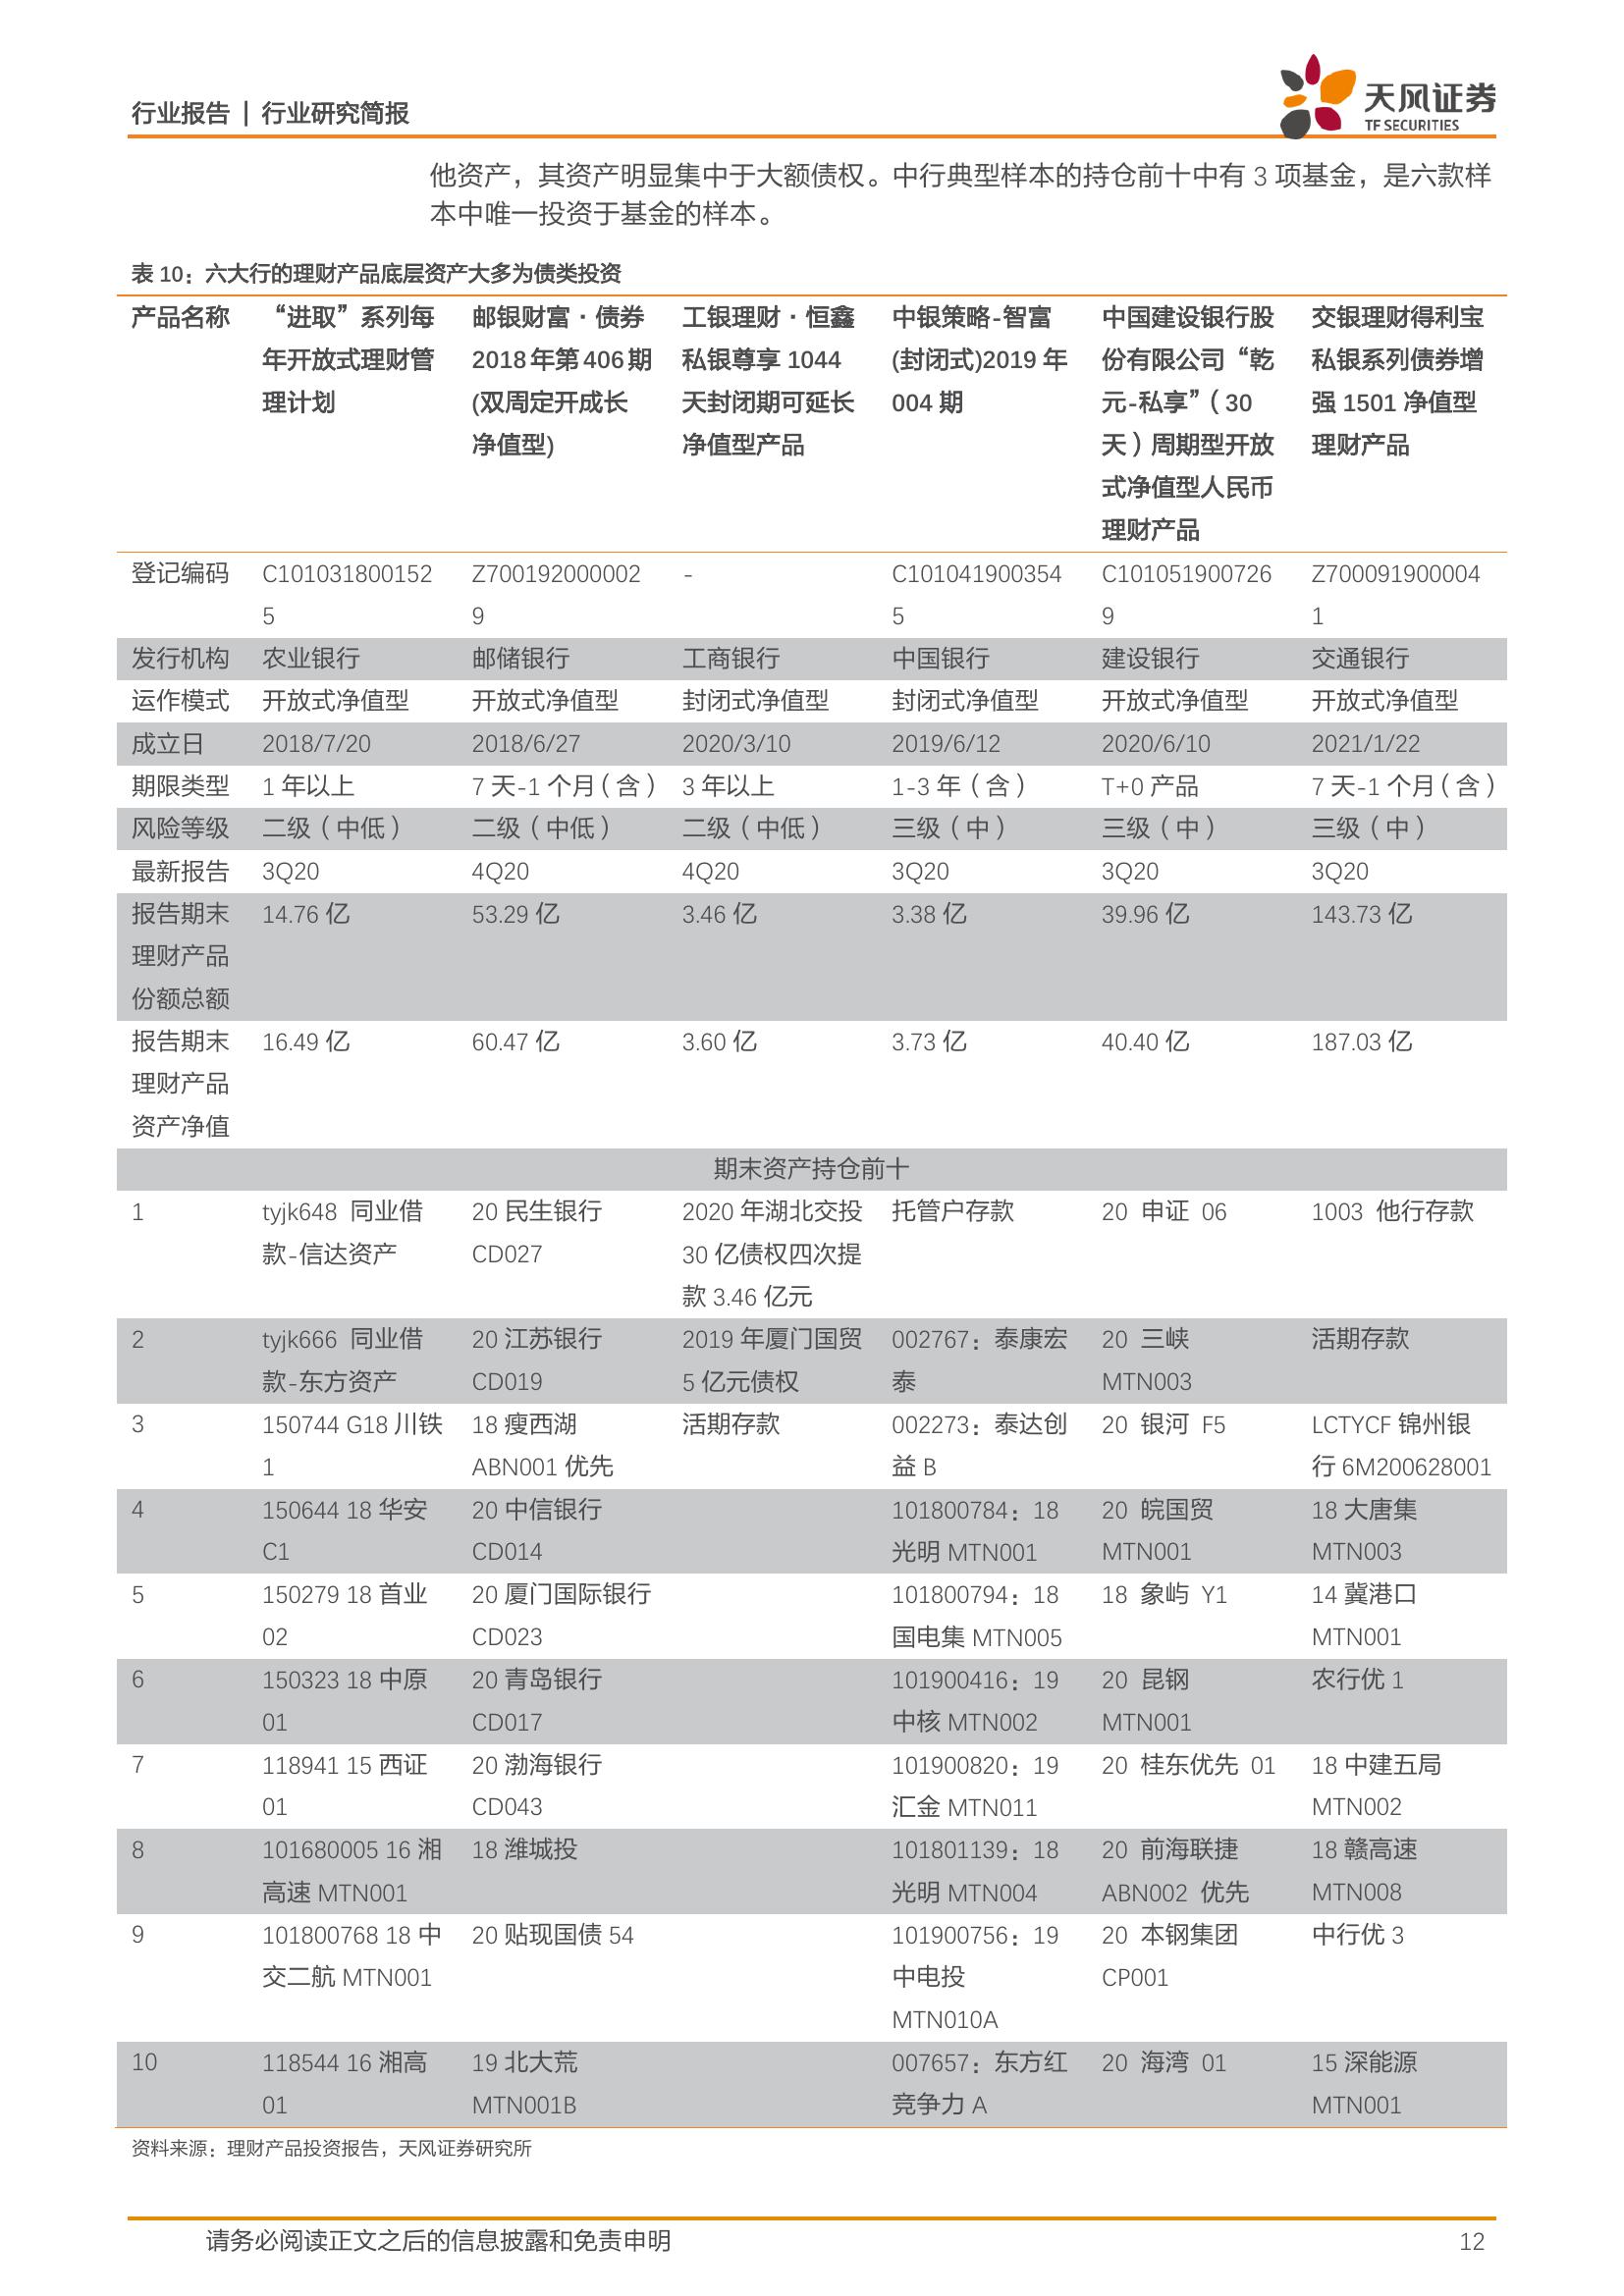 行业报告 | 行业研究简报
天风证券
TF SECURITIES
他资产，其资产明显集中于大额债权。中行典型样本的持仓前十中有 3 项基金，是六款样
本中唯一投资于基金的样本。
表 10：六大行的理财产品底层资产大多为债类投资
产品名称 “进取”系列每 邮银财富·债券 工银理财·恒鑫 中银策略-智富 中国建设银行股 交银理财得利宝
年开放式理财管 2018 年第 406 期 私银尊享 1044 (封闭式)2019 年 份有限公司“乾 私银系列债券增
理计划 (双周定开成长 天封闭期可延长 004 期 元-私享”（30 强 1501 净值型
净值型) 净值型产品 天）周期型开放 理财产品
式净值型人民币
理财产品
登记编码 C101031800152 Z700192000002 - C101041900354 C101051900726 Z700091900004
5 9 5 9 1
发行机构 农业银行 邮储银行 工商银行 中国银行 建设银行 交通银行
运作模式 开放式净值型 开放式净值型 封闭式净值型 封闭式净值型 开放式净值型 开放式净值型
成立日 2018/7/20 2018/6/27 2020/3/10 2019/6/12 2020/6/10 2021/1/22
期限类型 1 年以上 7 天-1 个月（含） 3 年以上 1-3 年（含） T+0 产品 7 天-1 个月（含）
风险等级 二级（中低） 二级（中低） 二级（中低） 三级（中） 三级（中） 三级（中）
最新报告 3Q20 4Q20 4Q20 3Q20 3Q20 3Q20
报告期末 14.76 亿 53.29 亿 3.46 亿 3.38 亿 39.96 亿 143.73 亿
理财产品
份额总额
报告期末 16.49 亿 60.47 亿 3.60 亿 3.73 亿 40.40 亿 187.03 亿
理财产品
资产净值
期末资产持仓前十
1 tyjk648 同业借 20 民生银行 2020 年湖北交投 托管户存款 20 申证 06 1003 他行存款
款-信达资产 CD027 30 亿债权四次提
款 3.46 亿元
2 tyjk666 同业借 20 江苏银行 2019 年厦门国贸 002767：泰康宏 20 三峡 活期存款
款-东方资产 CD019 5 亿元债权 泰 MTN003
3 150744 G18 川铁 18 瘦西湖 活期存款 002273：泰达创 20 银河 F5 LCTYCF 锦州银
1 ABN001 优先 益 B 行 6M200628001
4 150644 18 华安 20 中信银行 101800784：18 20 皖国贸 18 大唐集
C1 CD014 光明 MTN001 MTN001 MTN003
5 150279 18 首业 20 厦门国际银行 101800794：18 18 象屿 Y1 14 冀港口
02 CD023 国电集 MTN005 MTN001
6 150323 18 中原 20 青岛银行 101900416：19 20 昆钢 农行优 1
01 CD017 中核 MTN002 MTN001
7 118941 15 西证 20 渤海银行 101900820：19 20 桂东优先 01 18 中建五局
01 CD043 汇金 MTN011 MTN002
8 101680005 16 湘 18 潍城投 101801139：18 20 前海联捷 18 赣高速
高速 MTN001 光明 MTN004 ABN002 优先 MTN008
9 101800768 18 中 20 贴现国债 54 101900756：19 20 本钢集团 中行优 3
交二航 MTN001 中电投 CP001
MTN010A
10 118544 16 湘高 19 北大荒 007657：东方红 20 海湾 01 15 深能源
01 MTN001B 竞争力 A MTN001
资料来源：理财产品投资报告，天风证券研究所
请务必阅读正文之后的信息披露和免责申明 12